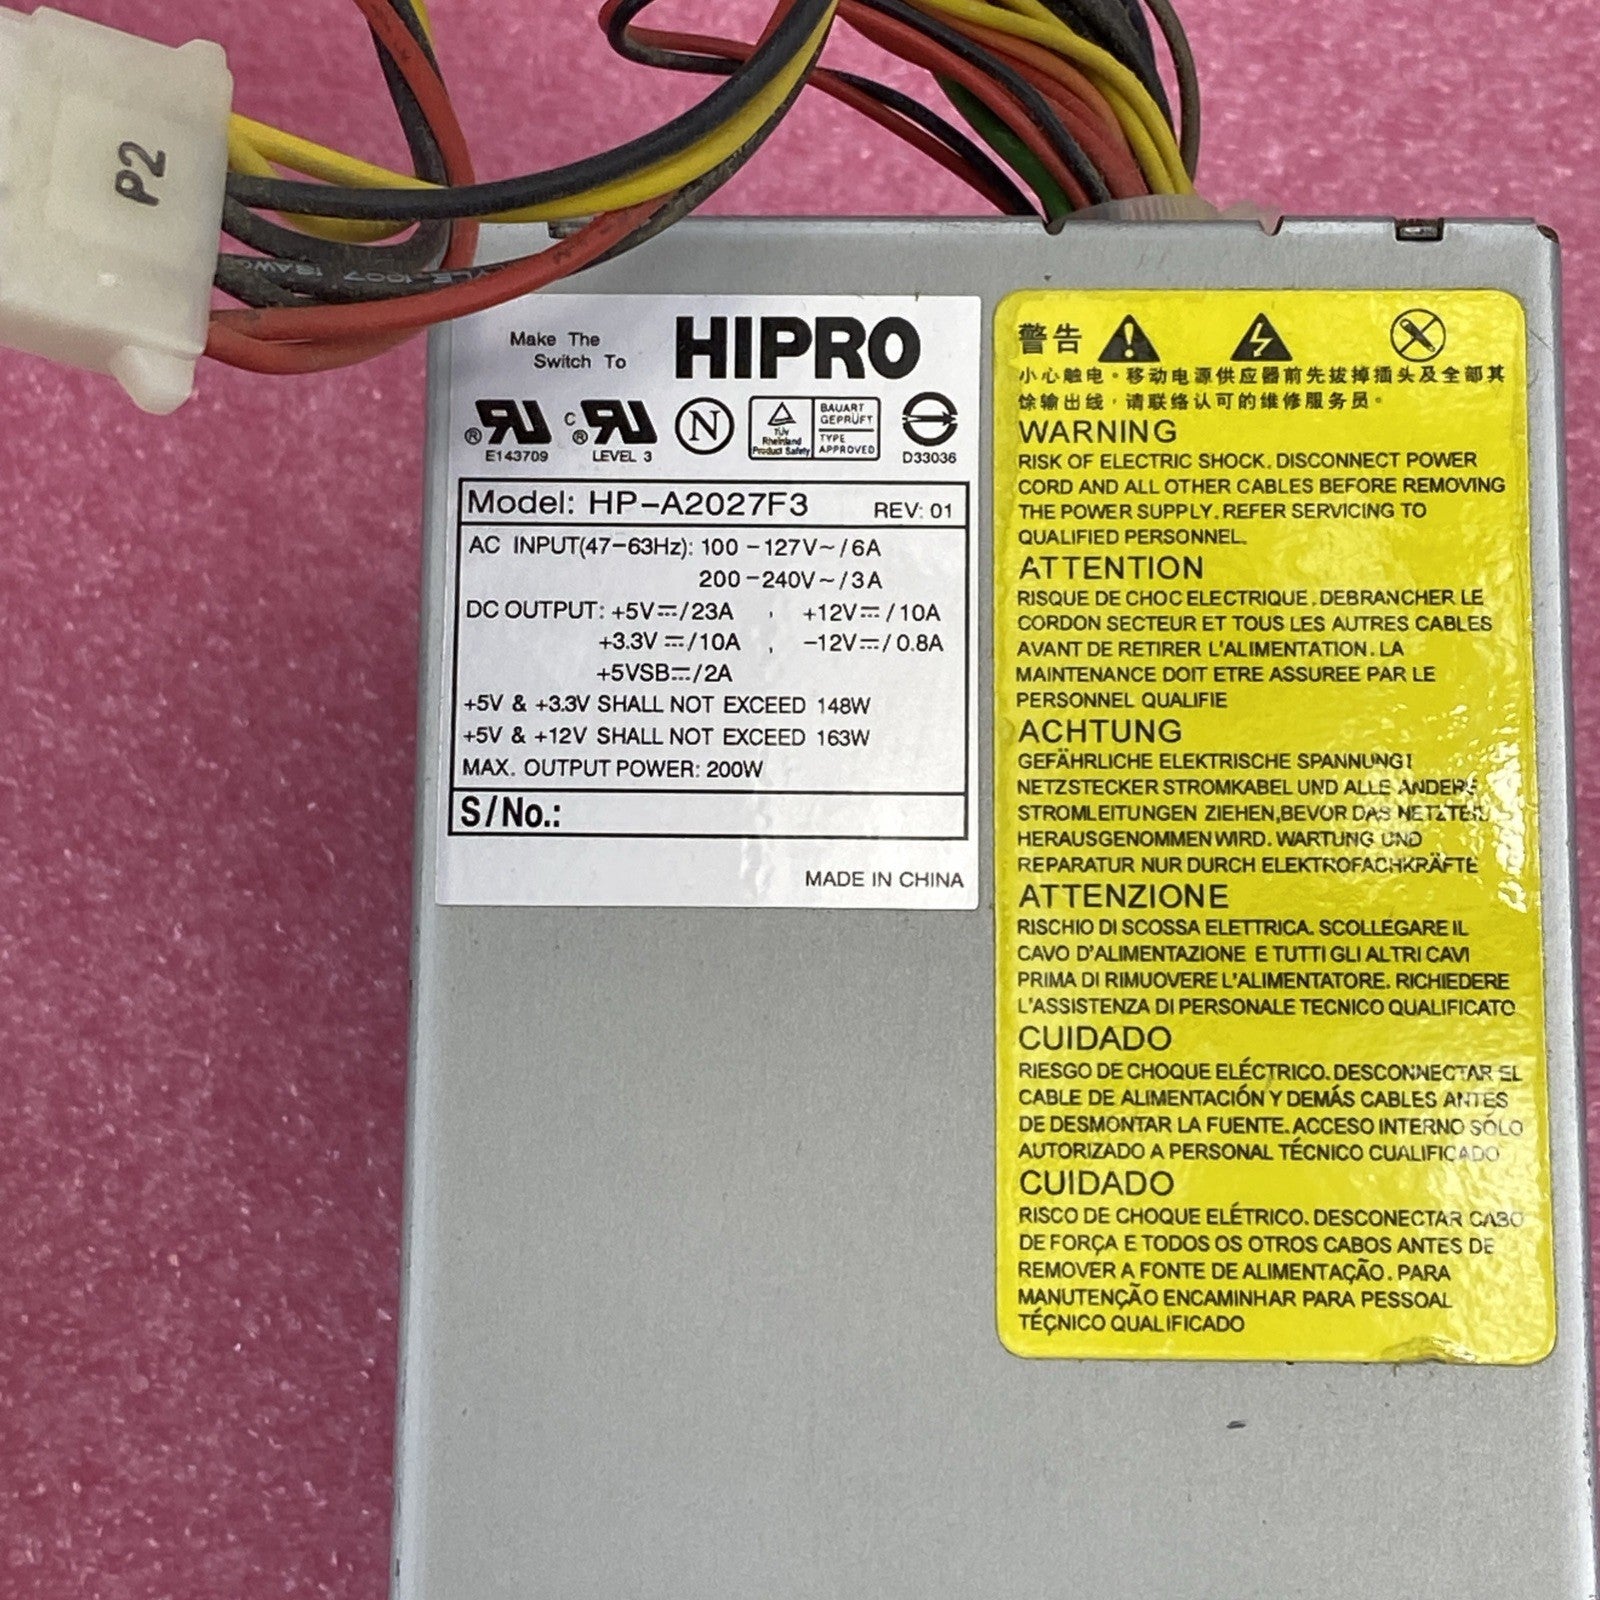 P2
18AWG
STYLE 1007
Make The
Switch To
HIPRO
® RU
E143709
C ® RU
LEVEL 3
N
TÜV
Rheinland
Product Safety
BAUART
GEPRÜFT
TYPE
APPROVED
D33036
Model: HP-A2027F3 REV: 01
AC INPUT(47-63Hz): 100-127V~/6A
200-240V~/3A
DC OUTPUT: +5V⎓/23A , +12V⎓/10A
+3.3V⎓/10A , -12V⎓/0.8A
+5VSB⎓/2A
+5V & +3.3V SHALL NOT EXCEED 148W
+5V & +12V SHALL NOT EXCEED 163W
MAX. OUTPUT POWER: 200W
S/No.:
MADE IN CHINA
警告
小心触电。移动电源供应器前先拔掉插头及全部其
馀输出线，请联络认可的维修服务员。
WARNING
RISK OF ELECTRIC SHOCK. DISCONNECT POWER
CORD AND ALL OTHER CABLES BEFORE REMOVING
THE POWER SUPPLY. REFER SERVICING TO
QUALIFIED PERSONNEL.
ATTENTION
RISQUE DE CHOC ELECTRIQUE. DEBRANCHER LE
CORDON SECTEUR ET TOUS LES AUTRES CABLES
AVANT DE RETIRER L'ALIMENTATION. LA
MAINTENANCE DOIT ETRE ASSUREE PAR LE
PERSONNEL QUALIFIE
ACHTUNG
GEFÄHRLICHE ELEKTRISCHE SPANNUNG!
NETZSTECKER STROMKABEL UND ALLE ANDERE
STROMLEITUNGEN ZIEHEN,BEVOR DAS NETZTEIL
HERAUSGENOMMEN WIRD. WARTUNG UND
REPARATUR NUR DURCH ELEKTROFACHKRÄFTE
ATTENZIONE
RISCHIO DI SCOSSA ELETTRICA. SCOLLEGARE IL
CAVO D'ALIMENTAZIONE E TUTTI GLI ALTRI CAVI
PRIMA DI RIMUOVERE L'ALIMENTATORE. RICHIEDERE
L'ASSISTENZA DI PERSONALE TECNICO QUALIFICATO
CUIDADO
RIESGO DE CHOQUE ELÉCTRICO. DESCONNECTAR EL
CABLE DE ALIMENTACIÓN Y DEMÁS CABLES ANTES
DE DESMONTAR LA FUENTE. ACCESO INTERNO SÓLO
AUTORIZADO A PERSONAL TÉCNICO CUALIFICADO
CUIDADO
RISCO DE CHOQUE ELÉTRICO. DESCONECTAR CABO
DE FORÇA E TODOS OS OTROS CABOS ANTES DE
REMOVER A FONTE DE ALIMENTAÇÃO. PARA
MANUTENÇÃO ENCAMINHAR PARA PESSOAL
TÉCNICO QUALIFICADO